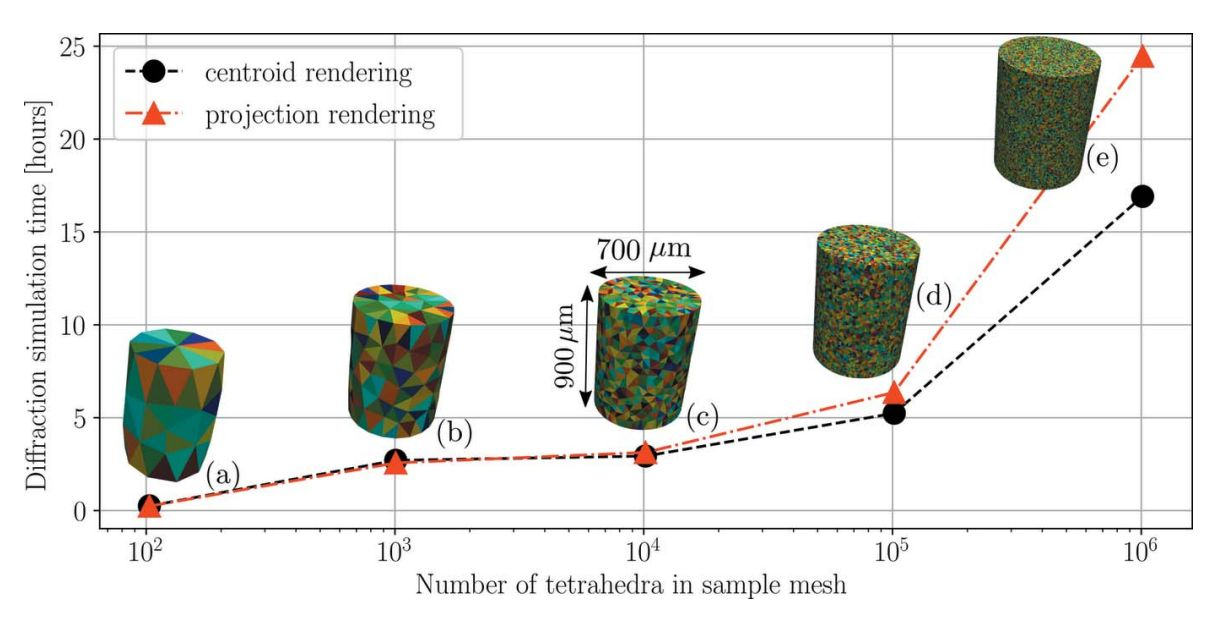 centroid rendering
projection rendering
Diffraction simulation time [hours]
25
20
15
10
5
0
(a)
(b)
700 μm
900 μm
(c)
(d)
(e)
10²
10³
10⁴
10⁵
10⁶
Number of tetrahedra in sample mesh